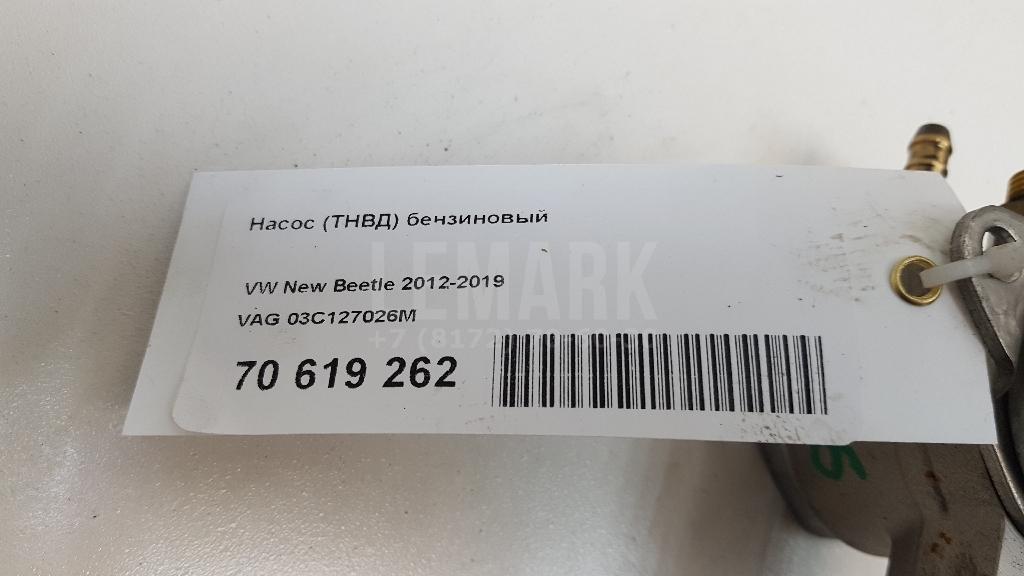 Насос (ТНВД) бензиновый
LEMARK
VW New Beetle 2012-2019
VAG 03C127026M
70 619 262